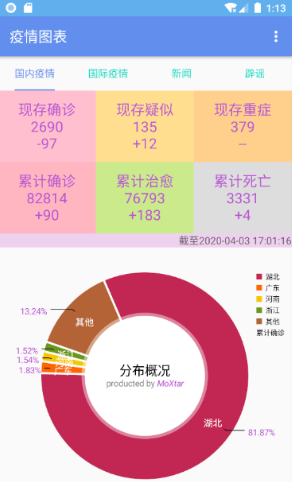 1:13
疫情图表
国内疫情 国际疫情 新闻 辟谣
现存确诊 现存疑似 现存重症
2690 135 379
-97 +12 --
累计确诊 累计治愈 累计死亡
82814 76793 3331
+90 +183 +4
截至2020-04-03 17:01:16
湖北
广东
河南
浙江
其他
累计确诊
13.24%
其他
1.52%
浙江
1.54%
1.83%
广东
分布概况
producted by MoXtar
湖北
81.87%